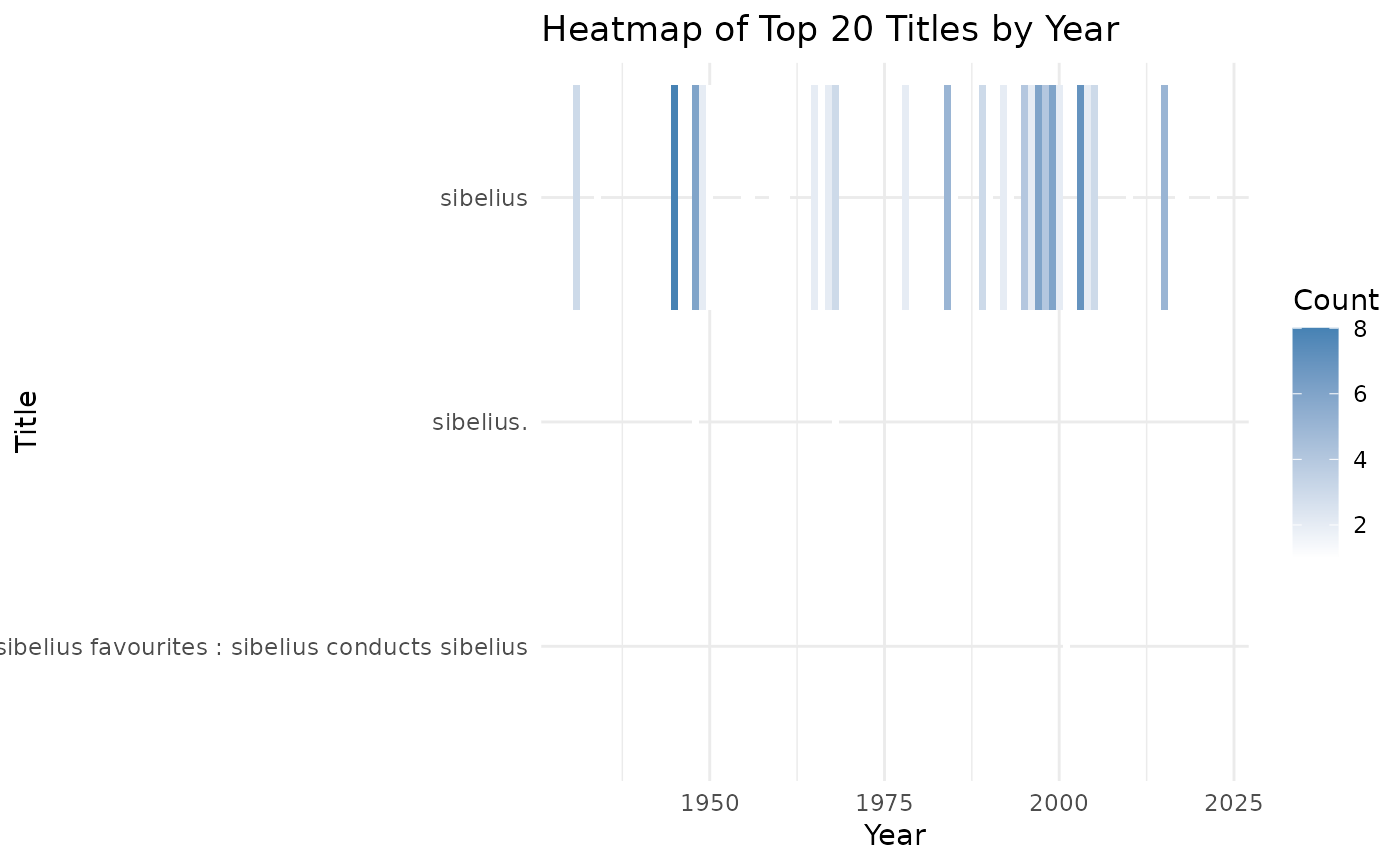 Heatmap of Top 20 Titles by Year
sibelius
sibelius.
sibelius favourites : sibelius conducts sibelius
Title
1950 1975 2000 2025
Year
Count
8
6
4
2